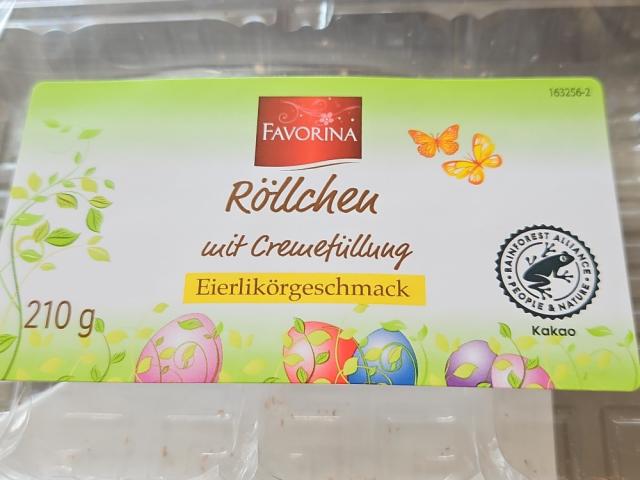 163256-2
FAVORINA
Röllchen
mit Cremefüllung
Eierlikörgeschmack
210 g
RAINFOREST ALLIANCE
PEOPLE & NATURE
Kakao